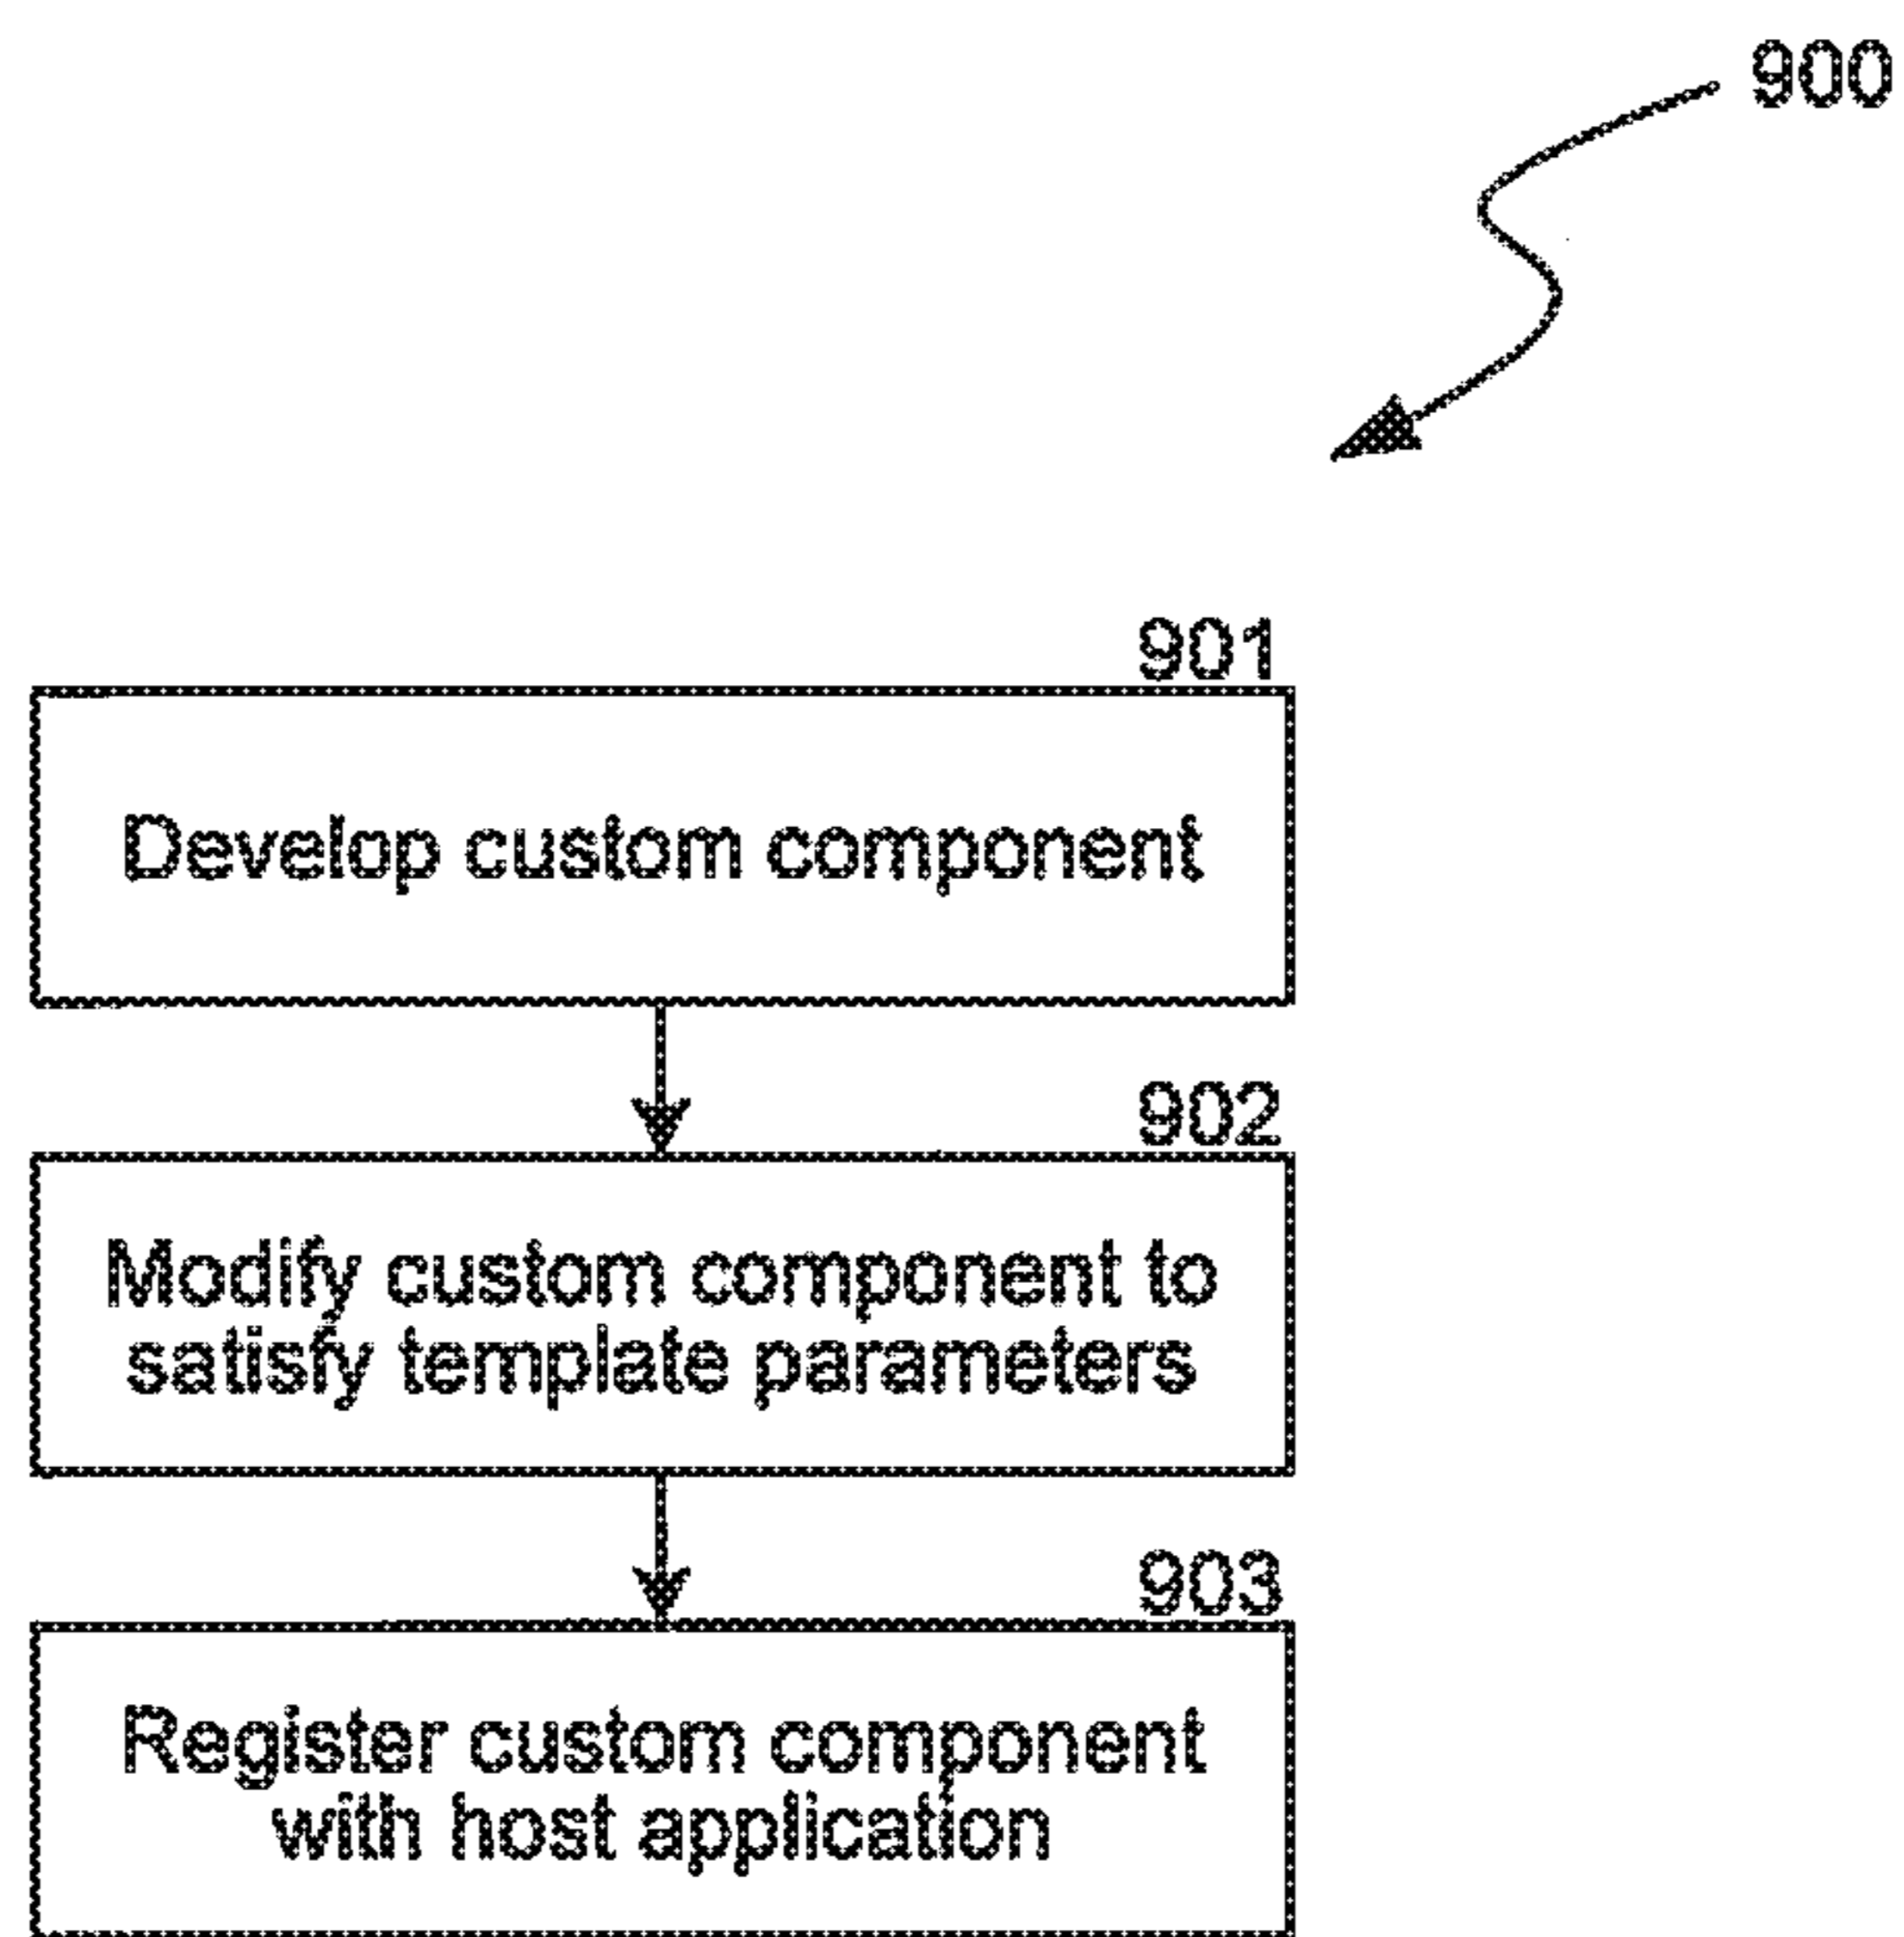 900
901
Develop custom component
902
Modify custom component to
satisfy template parameters
903
Register custom component
with host application